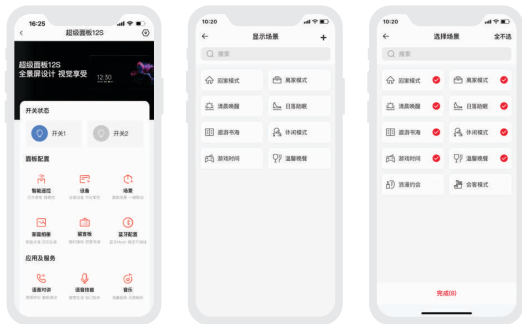 16:25
超级面板12S
超级面板12S
全景屏设计 视觉享受
12:30
开关状态
开关1
开关2
面板配置
智能遥控
设备
场景
家庭相册
留言板
蓝牙配置
应用及服务
语音对讲
语音技能
音乐
10:20
显示场景
+
搜索
回家模式
离家模式
清晨唤醒
日落助眠
遨游书海
休闲模式
游戏时间
温馨晚餐
10:20
选择场景
全不选
搜索
回家模式
离家模式
清晨唤醒
日落助眠
遨游书海
休闲模式
游戏时间
温馨晚餐
浪漫约会
会客模式
完成(8)